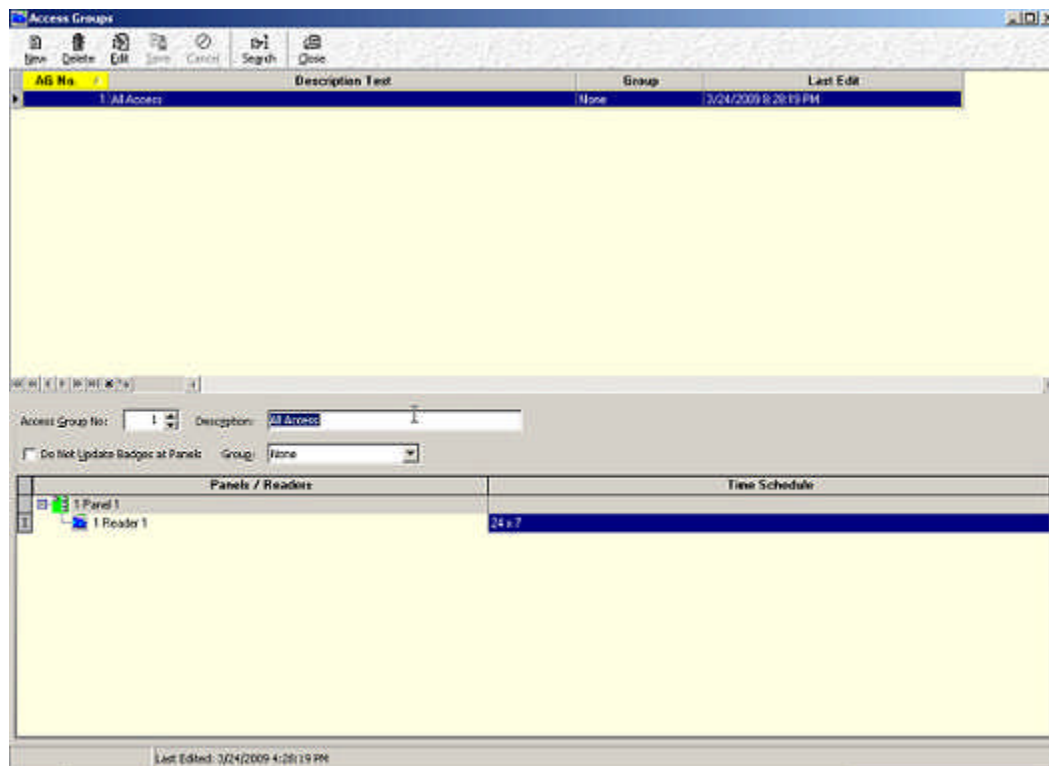 Access Groups
New Delete Edit Save Cancel Search Close
AG No. Description Text Group Last Edit
1 All Access None 3/24/2009 8:28:19 PM
Access Group No: 1 Description: All Access
Do Not Update Badges at Panels Group: None
Panels / Readers Time Schedule
1 Panel 1
1 Reader 1 24 x 7
Last Edited: 3/24/2009 4:28:19 PM